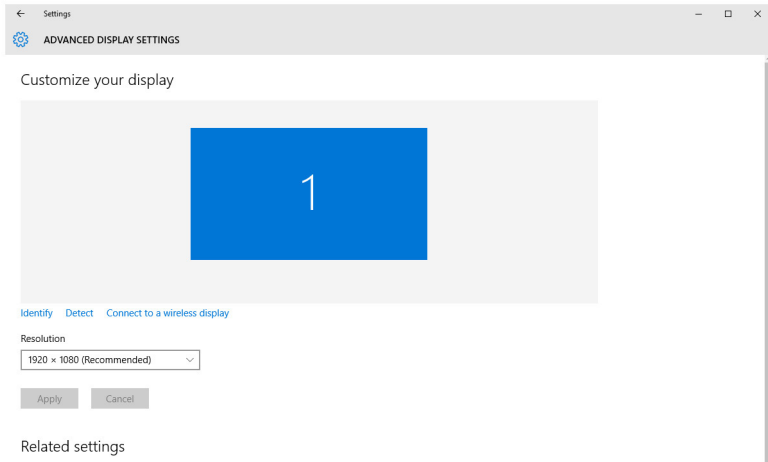 Settings
ADVANCED DISPLAY SETTINGS
Customize your display
1
Identify Detect Connect to a wireless display
Resolution
1920 × 1080 (Recommended)
Apply Cancel
Related settings